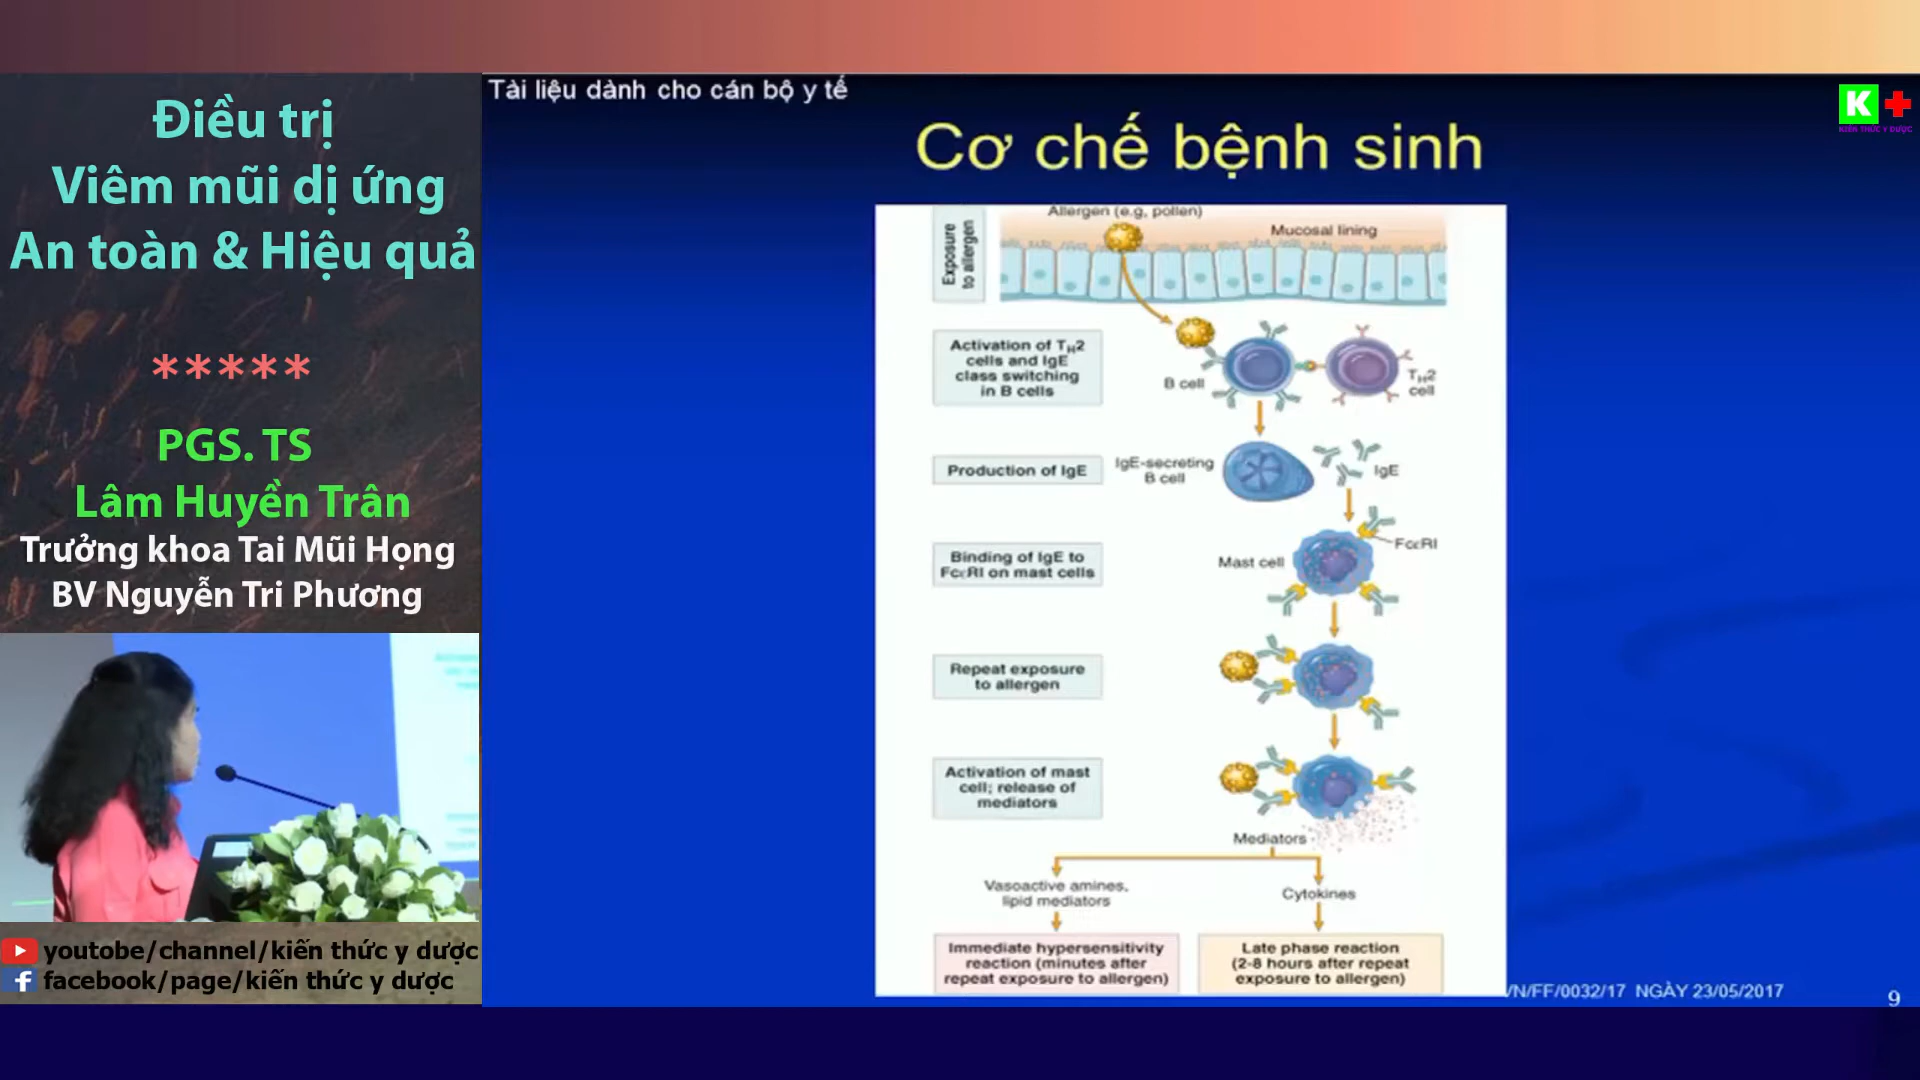 Điều trị
Viêm mũi dị ứng
An toàn & Hiệu quả
*****
PGS. TS
Lâm Huyền Trân
Trưởng khoa Tai Mũi Họng
BV Nguyễn Tri Phương
youtobe/channel/kiến thức y dược
facebook/page/kiến thức y dược
Tài liệu dành cho cán bộ y tế
K
KIẾN THỨC Y DƯỢC
Cơ chế bệnh sinh
Exposure
to allergen
Allergen (e.g, pollen)
Mucosal lining
Activation of TH2
cells and IgE
class switching
in B cells
B cell
TH2
cell
Production of IgE
IgE-secreting
B cell
IgE
Binding of IgE to
FcεRI on mast cells
Mast cell
FcεRI
Repeat exposure
to allergen
Activation of mast
cell; release of
mediators
Mediators
Vasoactive amines,
lipid mediators
Cytokines
Immediate hypersensitivity
reaction (minutes after
repeat exposure to allergen)
Late phase reaction
(2-8 hours after repeat
exposure to allergen)
VN/FF/0032/17 NGÀY 23/05/2017
9